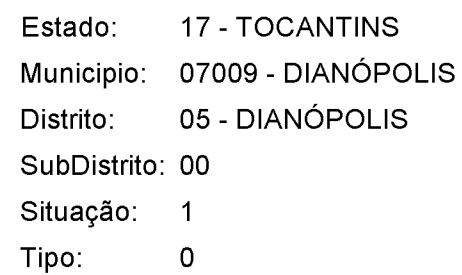 Estado: 17 - TOCANTINS
Municipio: 07009 - DIANÓPOLIS
Distrito: 05 - DIANÓPOLIS
SubDistrito: 00
Situação: 1
Tipo: 0